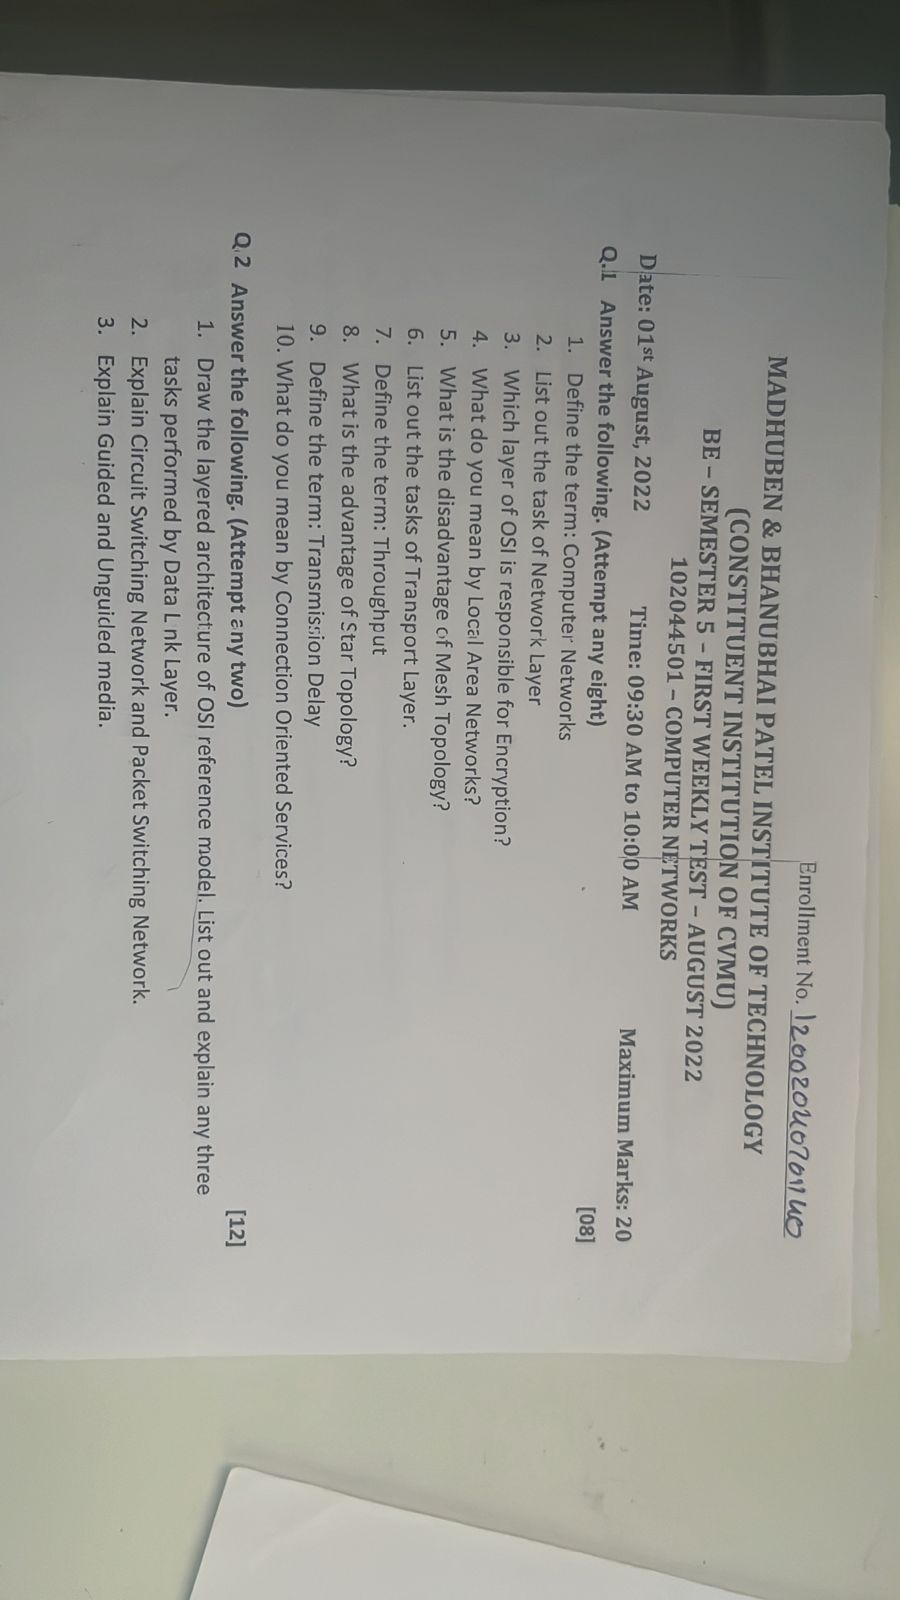 Enrollment No. 12002040701140
MADHUBEN & BHANUBHAI PATEL INSTITUTE OF TECHNOLOGY
(CONSTITUENT INSTITUTION OF CVMU)
BE – SEMESTER 5 – FIRST WEEKLY TEST – AUGUST 2022
102044501 – COMPUTER NETWORKS
Date: 01st August, 2022 Time: 09:30 AM to 10:00 AM Maximum Marks: 20
Q.1 Answer the following. (Attempt any eight) [08]
1. Define the term: Computer Networks
2. List out the task of Network Layer
3. Which layer of OSI is responsible for Encryption?
4. What do you mean by Local Area Networks?
5. What is the disadvantage of Mesh Topology?
6. List out the tasks of Transport Layer.
7. Define the term: Throughput
8. What is the advantage of Star Topology?
9. Define the term: Transmission Delay
10. What do you mean by Connection Oriented Services?
Q.2 Answer the following. (Attempt any two) [12]
1. Draw the layered architecture of OSI reference model. List out and explain any three
tasks performed by Data L nk Layer.
2. Explain Circuit Switching Network and Packet Switching Network.
3. Explain Guided and Unguided media.